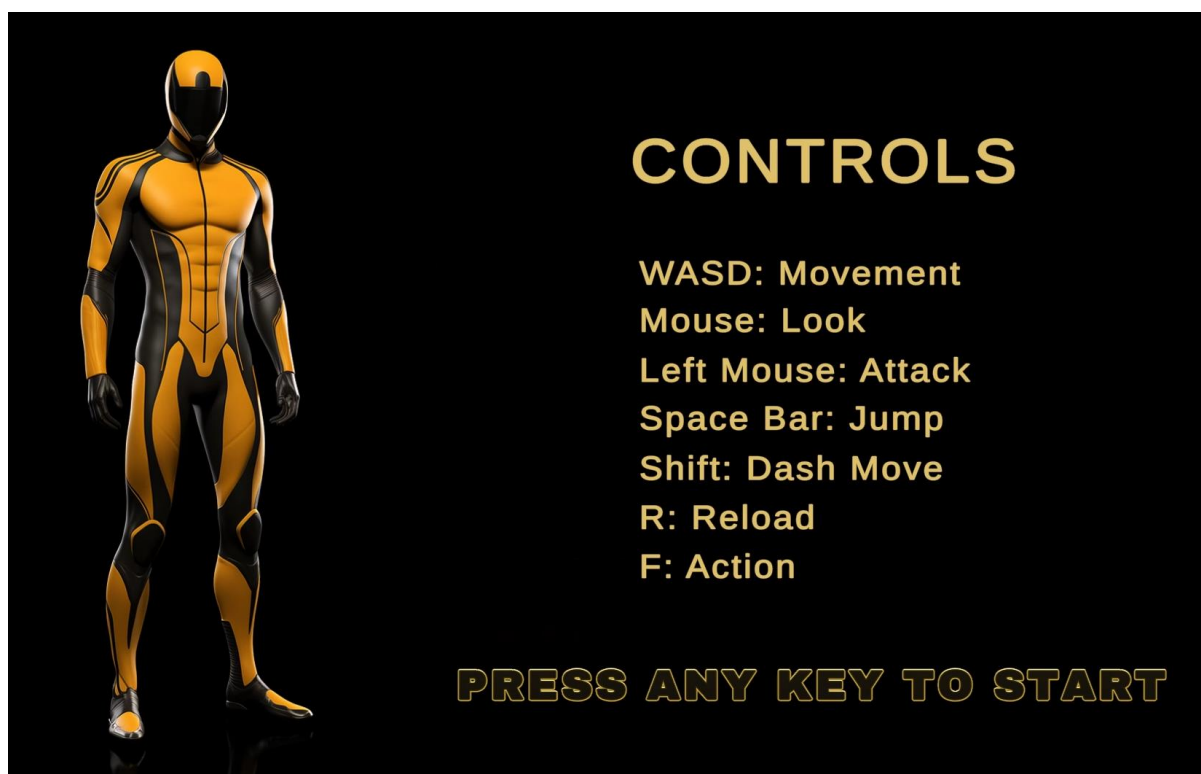 CONTROLS
WASD: Movement
Mouse: Look
Left Mouse: Attack
Space Bar: Jump
Shift: Dash Move
R: Reload
F: Action
PRESS ANY KEY TO START